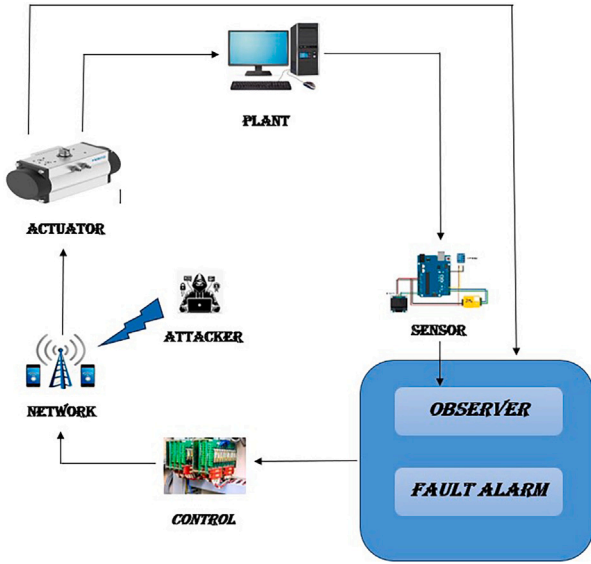 PLANT
ACTUATOR
ATTACKER
SENSOR
NETWORK
OBSERVER
FAULT ALARM
CONTROL